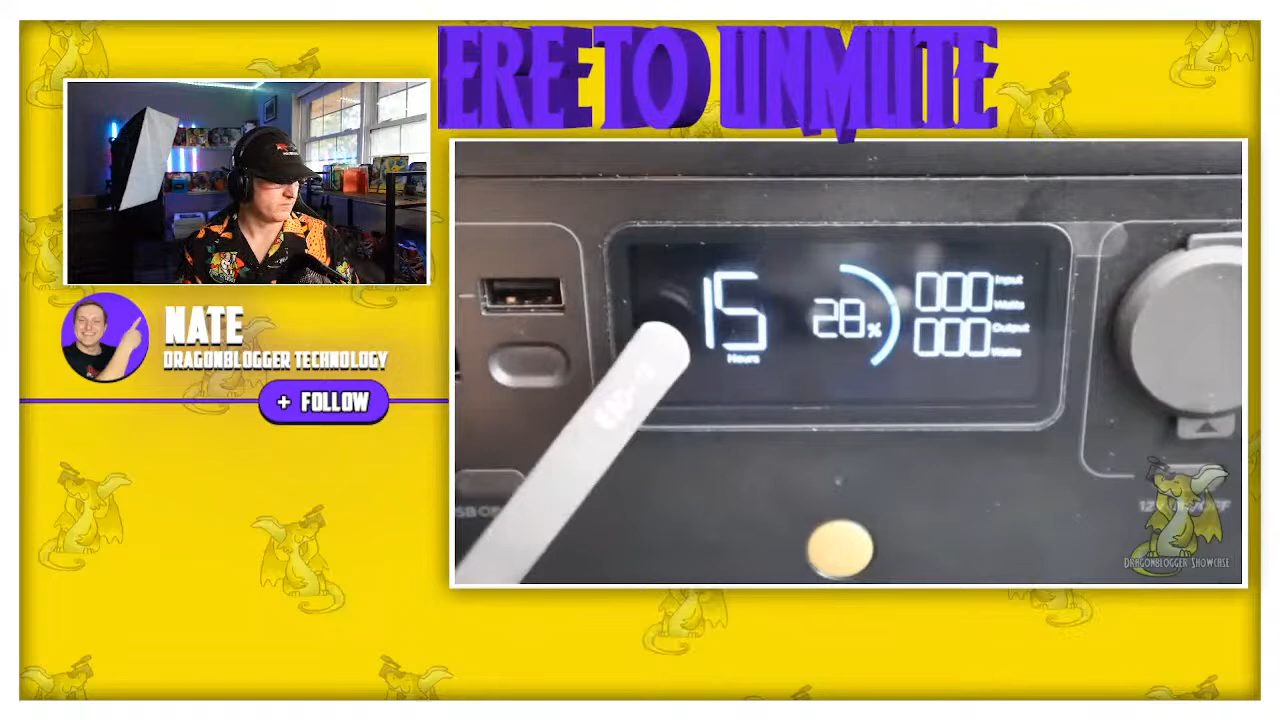 ERE TO UNMUTE
NATE
DRAGONBLOGGER TECHNOLOGY
+ FOLLOW
15
Hours
28%
000
Input
Watts
000
Output
Watts
DRAGONBLOGGER SHOWCASE